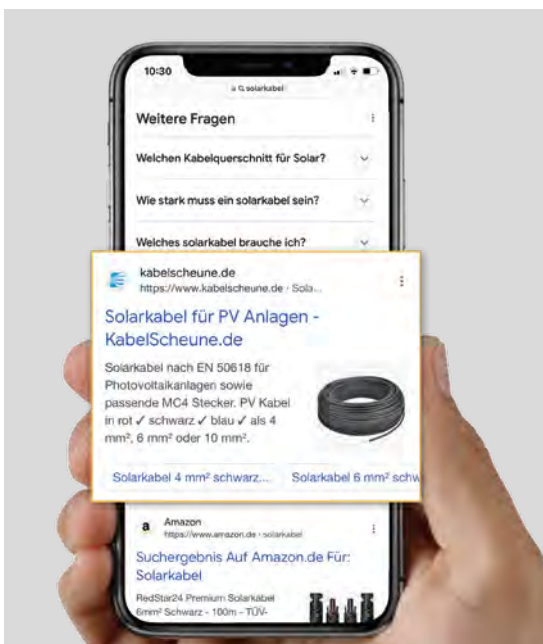 10:30
solarkabel
Weitere Fragen
Welchen Kabelquerschnitt für Solar?
Wie stark muss ein solarkabel sein?
Welches solarkabel brauche ich?
kabelscheune.de
https://www.kabelscheune.de › Sola...
Solarkabel für PV Anlagen -
KabelScheune.de
Solarkabel nach EN 50618 für
Photovoltaikanlagen sowie
passende MC4 Stecker. PV Kabel
in rot ✓ schwarz ✓ blau ✓ als 4
mm², 6 mm² oder 10 mm².
Solarkabel 4 mm² schwarz...
Solarkabel 6 mm² schw
a
Amazon
https://www.amazon.de › solarkabel
Suchergebnis Auf Amazon.de Für:
Solarkabel
RedStar24 Premium Solarkabel
6mm² Schwarz - 100m - TÜV-